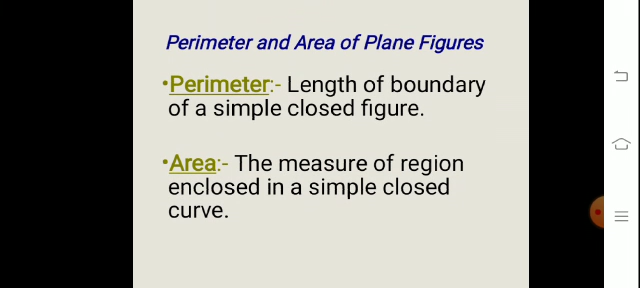 Perimeter and Area of Plane Figures
•Perimeter:- Length of boundary
of a simple closed figure.
•Area:- The measure of region
enclosed in a simple closed
curve.